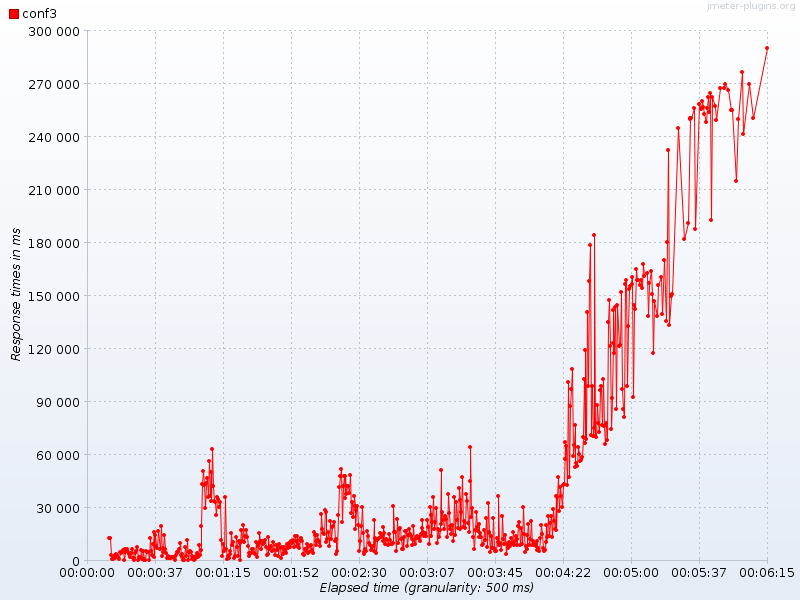 jmeter-plugins.org
conf3
300 000
270 000
240 000
210 000
180 000
150 000
120 000
90 000
60 000
30 000
0
Response times in ms
00:00:00 00:00:37 00:01:15 00:01:52 00:02:30 00:03:07 00:03:45 00:04:22 00:05:00 00:05:37 00:06:15
Elapsed time (granularity: 500 ms)